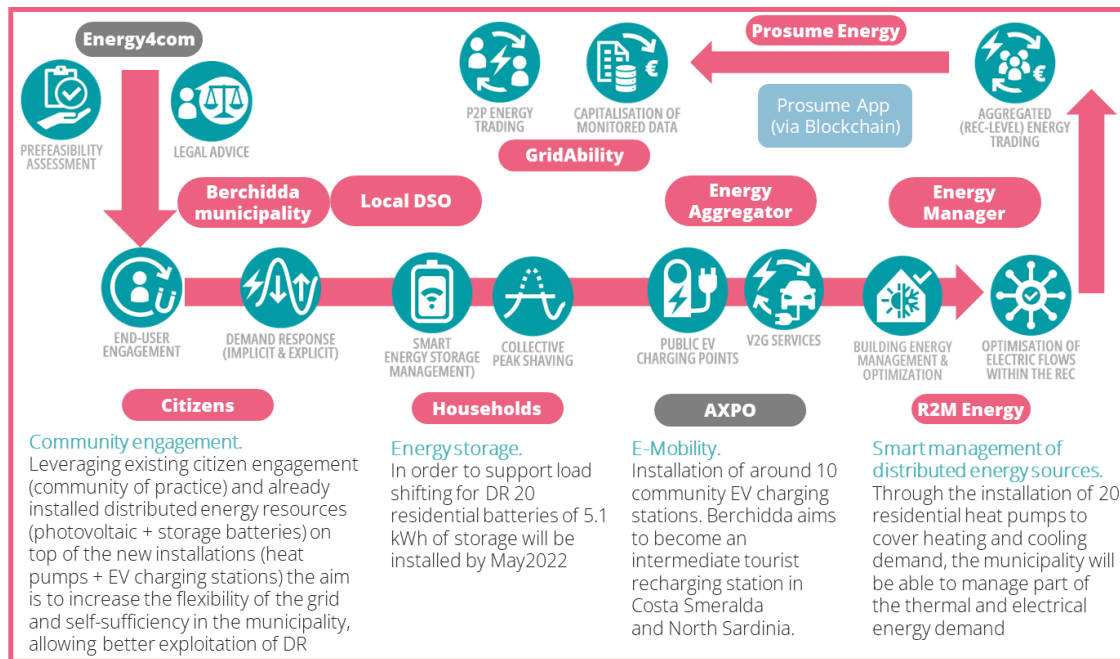 Energy4com
PREFEASIBILITY
ASSESSMENT
LEGAL ADVICE
P2P ENERGY
TRADING
€
CAPITALISATION OF
MONITORED DATA
Prosume Energy
Prosume App
(via Blockchain)
€
AGGREGATED
(REC-LEVEL) ENERGY
TRADING
GridAbility
Berchidda
municipality
Local DSO
Energy
Aggregator
Energy
Manager
END-USER
ENGAGEMENT
DEMAND RESPONSE
(IMPLICIT & EXPLICIT)
SMART
ENERGY STORAGE
MANAGEMENT)
COLLECTIVE
PEAK SHAVING
PUBLIC EV
CHARGING POINTS
V2G SERVICES
BUILDING ENERGY
MANAGEMENT &
OPTIMIZATION
OPTIMISATION OF
ELECTRIC FLOWS
WITHIN THE REC
Citizens
Households
AXPO
R2M Energy
Community engagement.
Leveraging existing citizen engagement
(community of practice) and already
installed distributed energy resources
(photovoltaic + storage batteries) on
top of the new installations (heat
pumps + EV charging stations) the aim
is to increase the flexibility of the grid
and self-sufficiency in the municipality,
allowing better exploitation of DR
Energy storage.
In order to support load
shifting for DR 20
residential batteries of 5.1
kWh of storage will be
installed by May2022
E-Mobility.
Installation of around 10
community EV charging
stations. Berchidda aims
to become an
intermediate tourist
recharging station in
Costa Smeralda
and North Sardinia.
Smart management of
distributed energy sources.
Through the installation of 20
residential heat pumps to
cover heating and cooling
demand, the municipality will
be able to manage part of
the thermal and electrical
energy demand